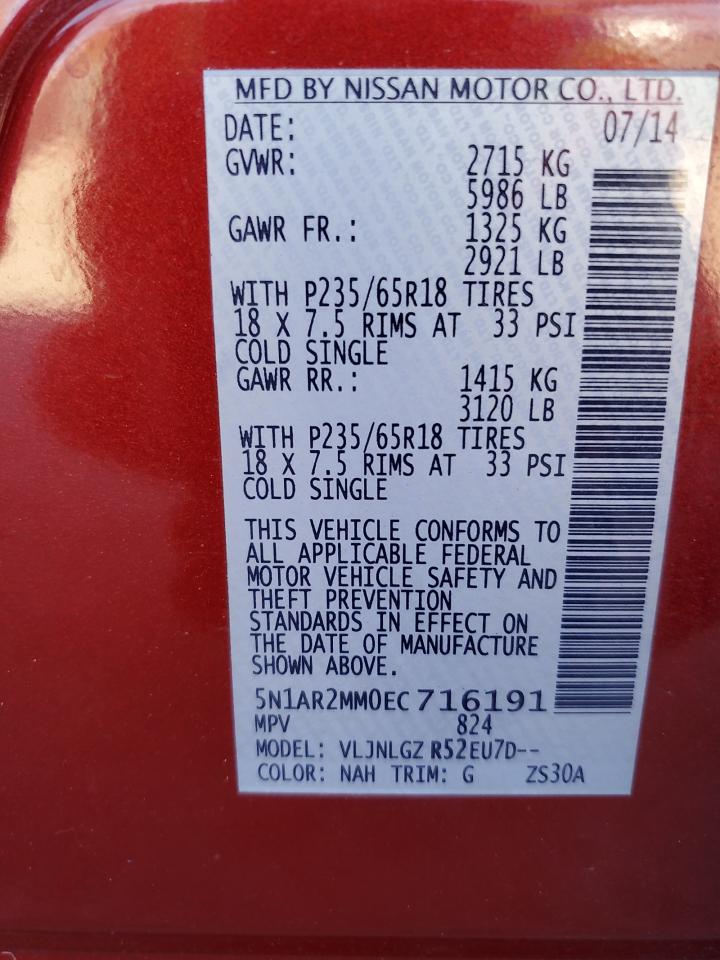 MFD BY NISSAN MOTOR CO., LTD.
DATE: 07/14
GVWR: 2715 KG
5986 LB
GAWR FR.: 1325 KG
2921 LB
WITH P235/65R18 TIRES
18 X 7.5 RIMS AT 33 PSI
COLD SINGLE
GAWR RR.: 1415 KG
3120 LB
WITH P235/65R18 TIRES
18 X 7.5 RIMS AT 33 PSI
COLD SINGLE
THIS VEHICLE CONFORMS TO
ALL APPLICABLE FEDERAL
MOTOR VEHICLE SAFETY AND
THEFT PREVENTION
STANDARDS IN EFFECT ON
THE DATE OF MANUFACTURE
SHOWN ABOVE.
5N1AR2MM0EC716191
MPV 824
MODEL: VLJNLGZ R52EU7D--
COLOR: NAH TRIM: G ZS30A